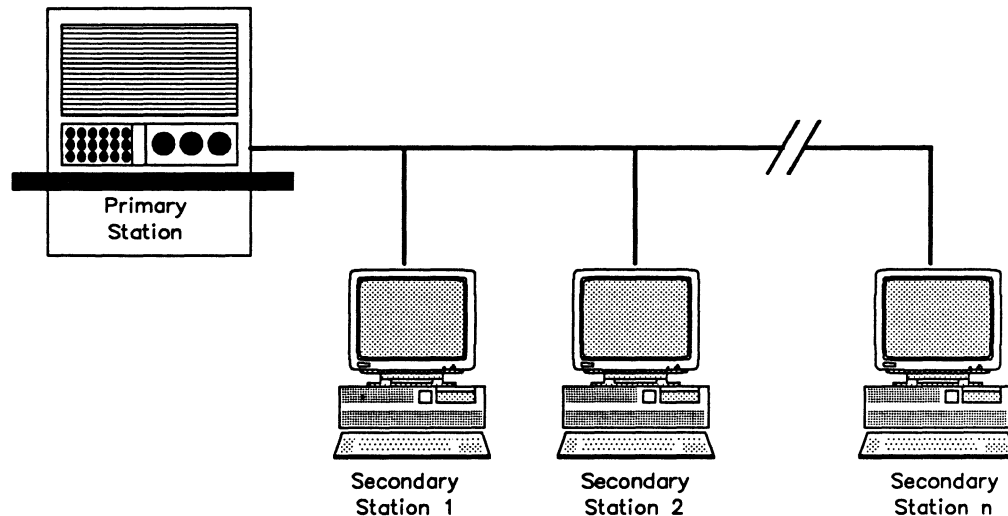 Primary
Station
Secondary
Station 1
Secondary
Station 2
Secondary
Station n